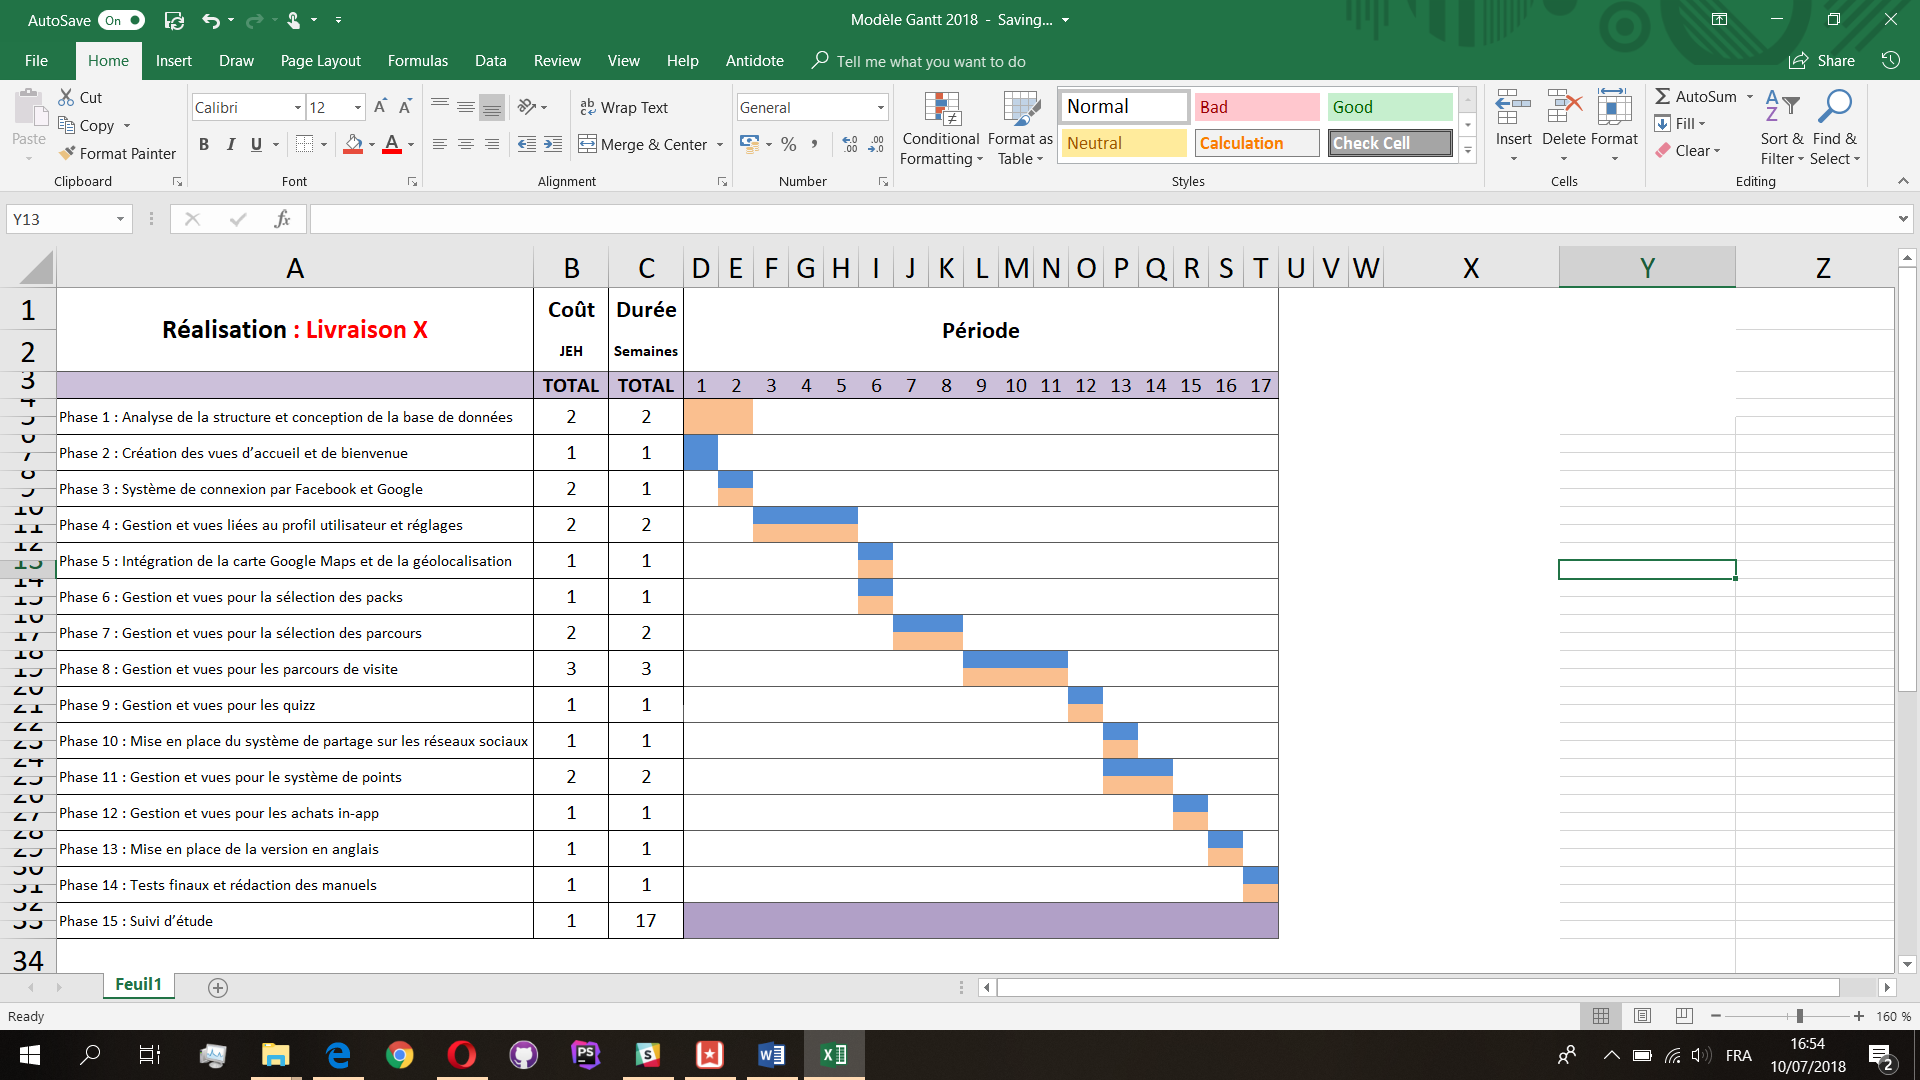 AutoSave On
Modèle Gantt 2018 - Saving...
File Home Insert Draw Page Layout Formulas Data Review View Help Antidote Tell me what you want to do Share
Paste
Cut
Copy
Format Painter
Clipboard
Calibri 12
B I U
Font
Wrap Text
Merge & Center
Alignment
General
Number
Conditional Formatting
Format as Table
Normal Bad Good
Neutral Calculation Check Cell
Styles
Insert Delete Format
Cells
AutoSum
Fill
Clear
Sort & Filter
Find & Select
Editing
Y13 fx
A B C D E F G H I J K L M N O P Q R S T U V W X Y Z
1 Réalisation : Livraison X Coût Durée Période
2 JEH Semaines
3 TOTAL TOTAL 1 2 3 4 5 6 7 8 9 10 11 12 13 14 15 16 17
Phase 1 : Analyse de la structure et conception de la base de données 2 2
Phase 2 : Création des vues d’accueil et de bienvenue 1 1
Phase 3 : Système de connexion par Facebook et Google 2 1
Phase 4 : Gestion et vues liées au profil utilisateur et réglages 2 2
Phase 5 : Intégration de la carte Google Maps et de la géolocalisation 1 1
Phase 6 : Gestion et vues pour la sélection des packs 1 1
Phase 7 : Gestion et vues pour la sélection des parcours 2 2
Phase 8 : Gestion et vues pour les parcours de visite 3 3
Phase 9 : Gestion et vues pour les quizz 1 1
Phase 10 : Mise en place du système de partage sur les réseaux sociaux 1 1
Phase 11 : Gestion et vues pour le système de points 2 2
Phase 12 : Gestion et vues pour les achats in-app 1 1
Phase 13 : Mise en place de la version en anglais 1 1
Phase 14 : Tests finaux et rédaction des manuels 1 1
Phase 15 : Suivi d’étude 1 17
34
Feuil1
Ready 160 %
FRA 16:54
10/07/2018 2